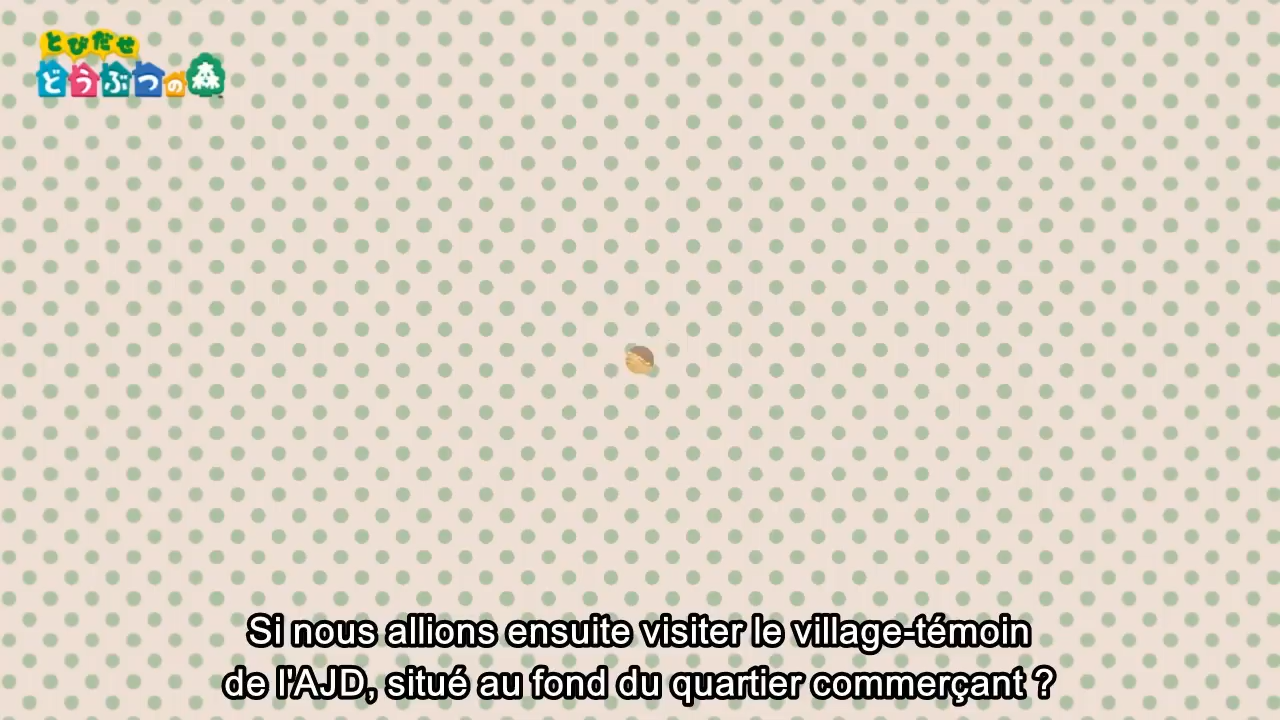 とびだせ
どうぶつの森
Si nous allions ensuite visiter le village-témoin
de l'AJD, situé au fond du quartier commerçant ?